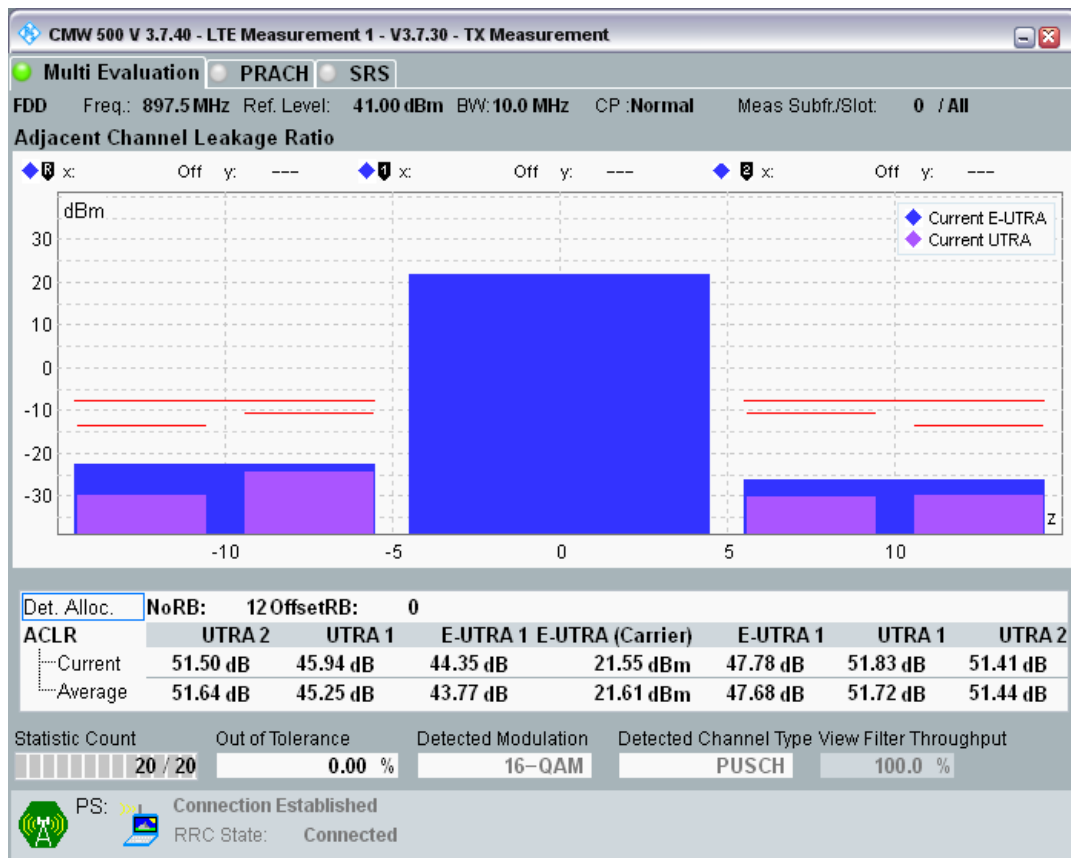 CMW 500 V 3.7.40 - LTE Measurement 1 - V3.7.30 - TX Measurement
Multi Evaluation PRACH SRS
FDD Freq.: 897.5 MHz Ref. Level: 41.00 dBm BW: 10.0 MHz CP :Normal Meas Subfr./Slot: 0 / All
Adjacent Channel Leakage Ratio
R x: Off y: --- 1 x: Off y: --- 2 x: Off y: ---
dBm
Current E-UTRA
Current UTRA
30
20
10
0
-10
-20
-30
z
-10 -5 0 5 10
Det. Alloc. NoRB: 12 OffsetRB: 0
ACLR UTRA 2 UTRA 1 E-UTRA 1 E-UTRA (Carrier) E-UTRA 1 UTRA 1 UTRA 2
Current 51.50 dB 45.94 dB 44.35 dB 21.55 dBm 47.78 dB 51.83 dB 51.41 dB
Average 51.64 dB 45.25 dB 43.77 dB 21.61 dBm 47.68 dB 51.72 dB 51.44 dB
Statistic Count Out of Tolerance Detected Modulation Detected Channel Type View Filter Throughput
20 / 20 0.00 % 16-QAM PUSCH 100.0 %
PS: Connection Established
RRC State: Connected